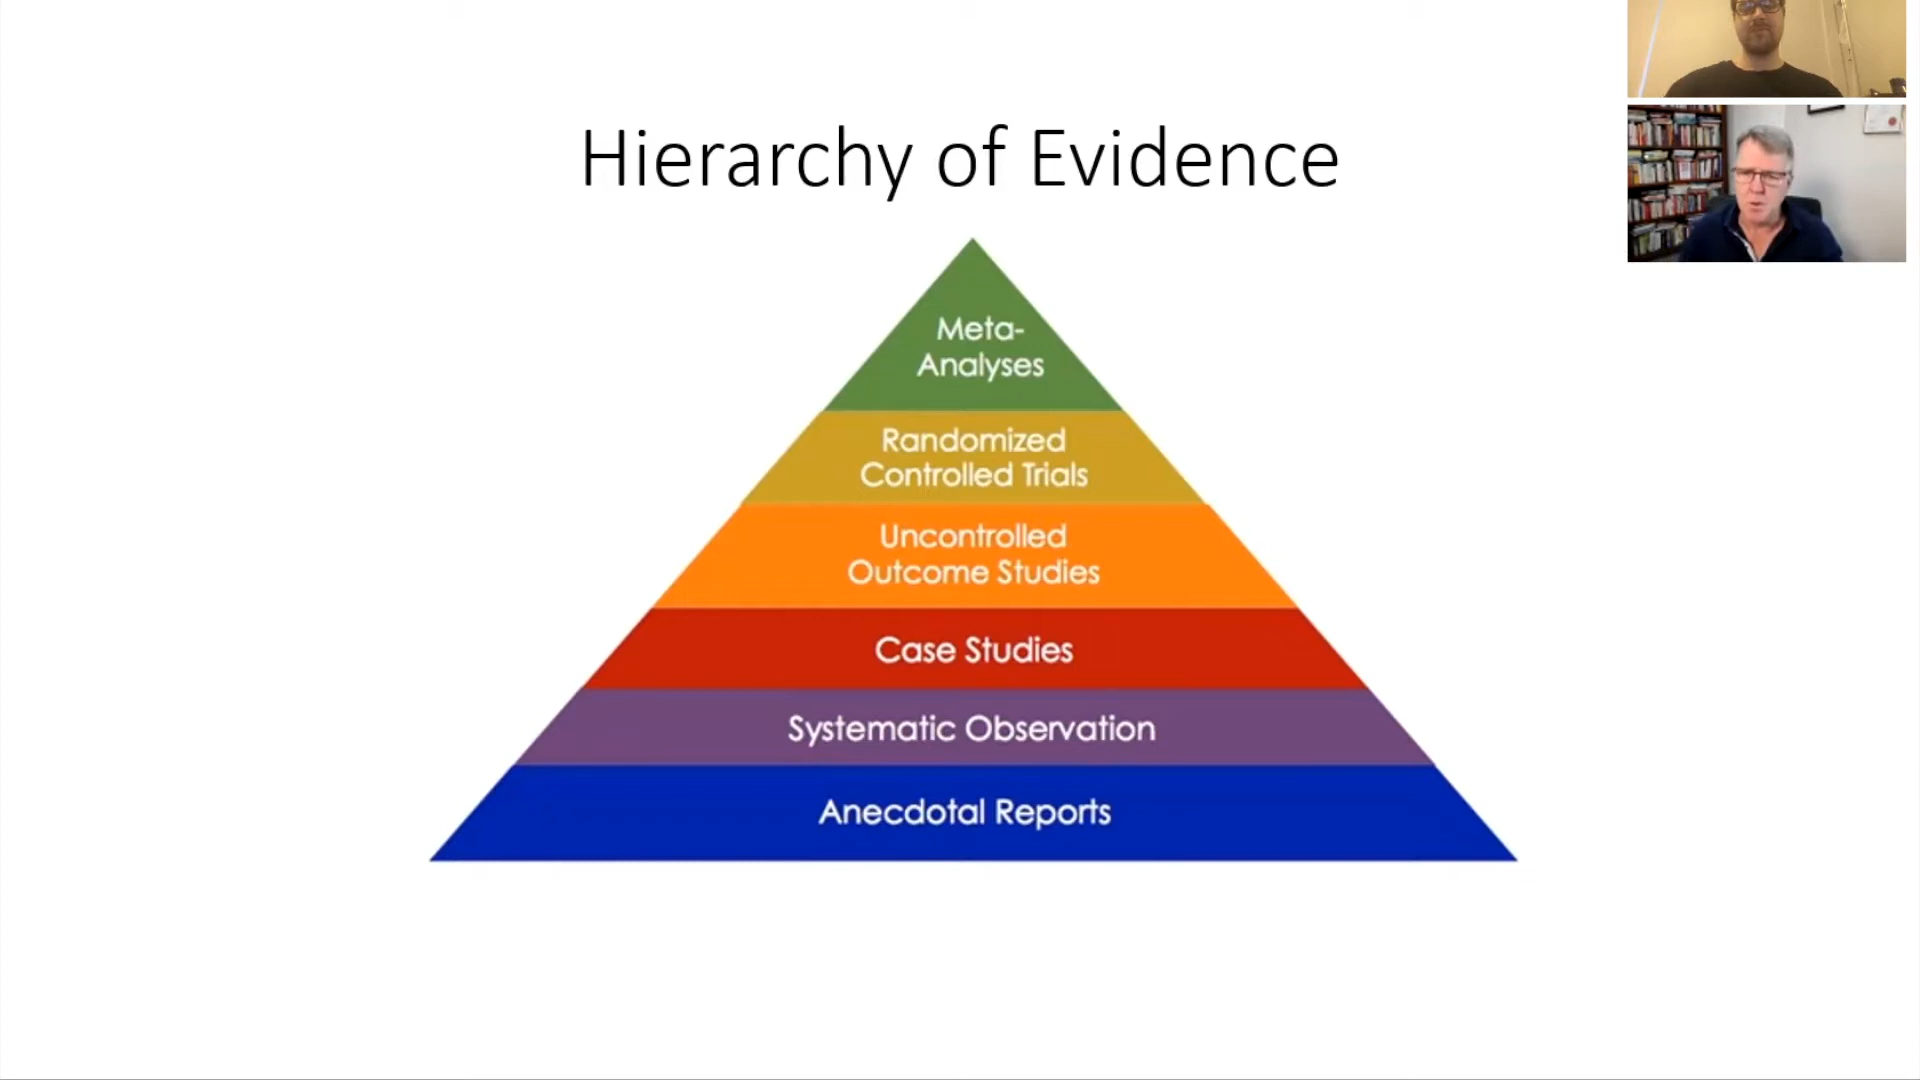 Hierarchy of Evidence
Meta-
Analyses
Randomized
Controlled Trials
Uncontrolled
Outcome Studies
Case Studies
Systematic Observation
Anecdotal Reports